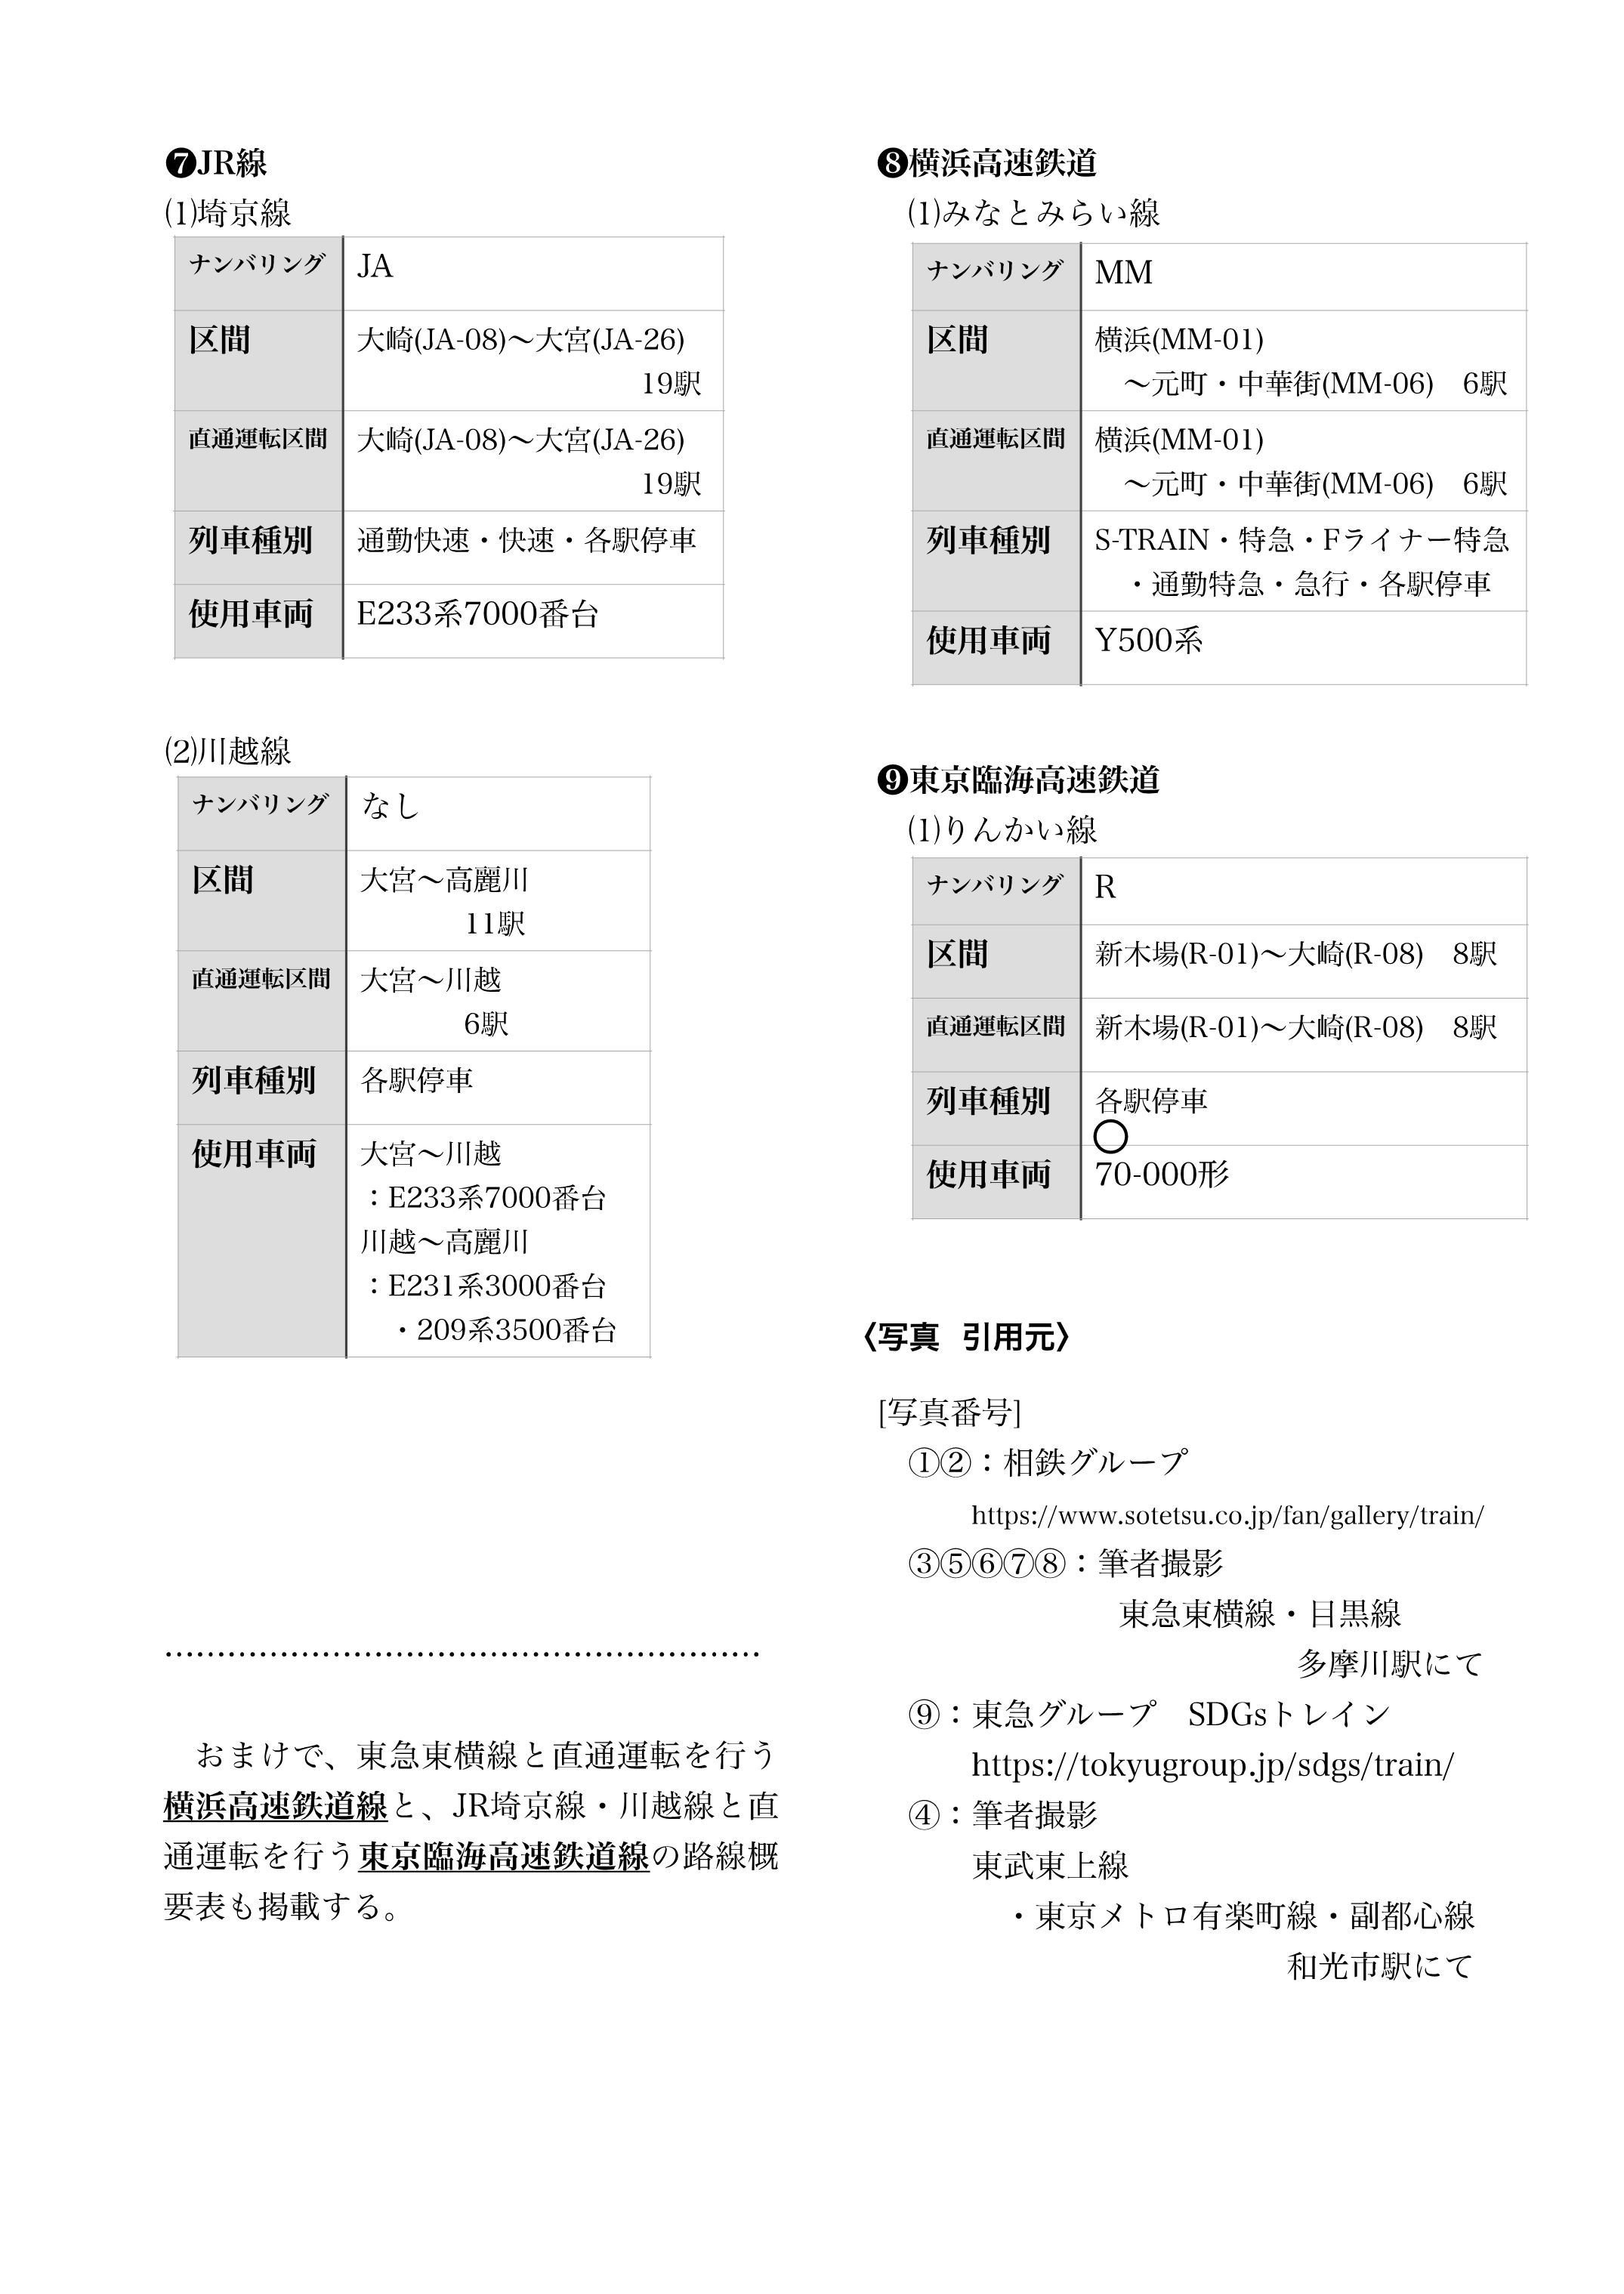 ❼JR線
(1)埼京線
ナンバリング JA
区間 大崎(JA-08)〜大宮(JA-26)
19駅
直通運転区間 大崎(JA-08)〜大宮(JA-26)
19駅
列車種別 通勤快速・快速・各駅停車
使用車両 E233系7000番台
(2)川越線
ナンバリング なし
区間 大宮〜高麗川
11駅
直通運転区間 大宮〜川越
6駅
列車種別 各駅停車
使用車両 大宮〜川越
：E233系7000番台
川越〜高麗川
：E231系3000番台
・209系3500番台
おまけで、東急東横線と直通運転を行う
横浜高速鉄道線と、JR埼京線・川越線と直
通運転を行う東京臨海高速鉄道線の路線概
要表も掲載する。
❽横浜高速鉄道
(1)みなとみらい線
ナンバリング MM
区間 横浜(MM-01)
〜元町・中華街(MM-06)　6駅
直通運転区間 横浜(MM-01)
〜元町・中華街(MM-06)　6駅
列車種別 S-TRAIN・特急・Fライナー特急
・通勤特急・急行・各駅停車
使用車両 Y500系
❾東京臨海高速鉄道
(1)りんかい線
ナンバリング R
区間 新木場(R-01)〜大崎(R-08)　8駅
直通運転区間 新木場(R-01)〜大崎(R-08)　8駅
列車種別 各駅停車
使用車両 70-000形
〈写真　引用元〉
[写真番号]
①②：相鉄グループ
https://www.sotetsu.co.jp/fan/gallery/train/
③⑤⑥⑦⑧：筆者撮影
東急東横線・目黒線
多摩川駅にて
⑨：東急グループ　SDGsトレイン
https://tokyugroup.jp/sdgs/train/
④：筆者撮影
東武東上線
・東京メトロ有楽町線・副都心線
和光市駅にて